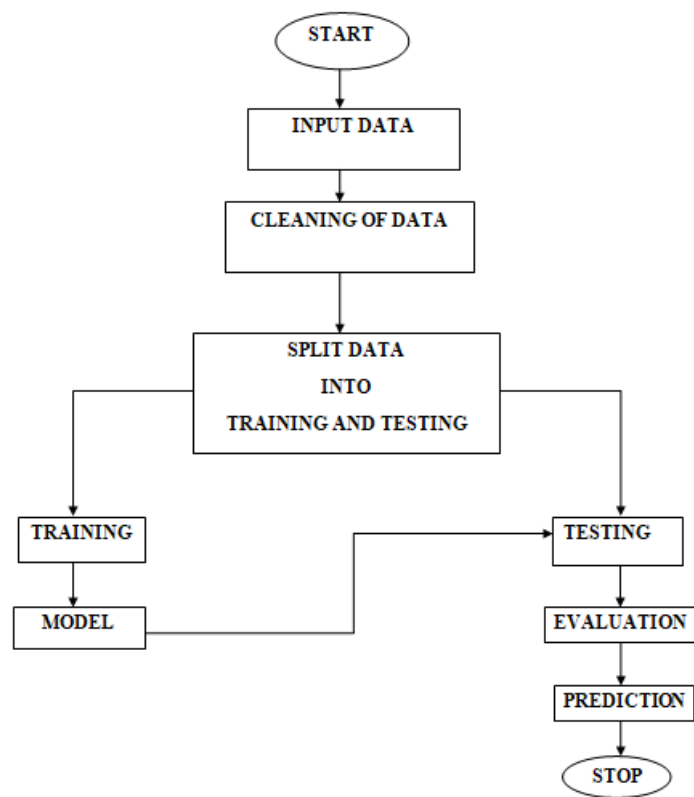 START
INPUT DATA
CLEANING OF DATA
SPLIT DATA
INTO
TRAINING AND TESTING
TRAINING
MODEL
TESTING
EVALUATION
PREDICTION
STOP